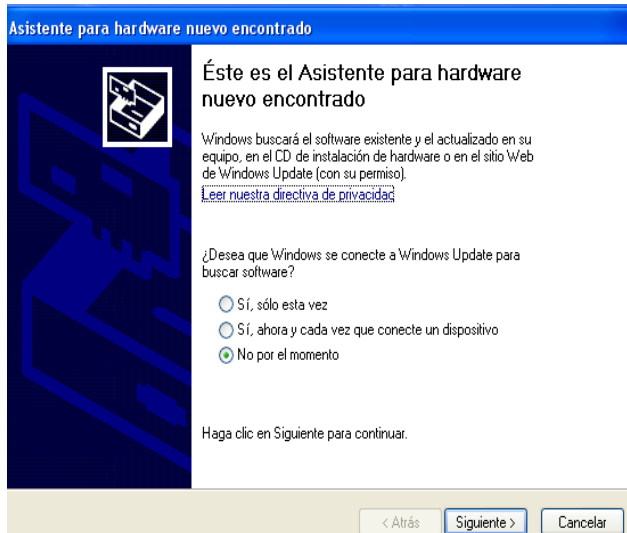 Asistente para hardware nuevo encontrado
Éste es el Asistente para hardware
nuevo encontrado
Windows buscará el software existente y el actualizado en su
equipo, en el CD de instalación de hardware o en el sitio Web
de Windows Update (con su permiso).
Leer nuestra directiva de privacidad
¿Desea que Windows se conecte a Windows Update para
buscar software?
Sí, sólo esta vez
Sí, ahora y cada vez que conecte un dispositivo
No por el momento
Haga clic en Siguiente para continuar.
< Atrás Siguiente > Cancelar